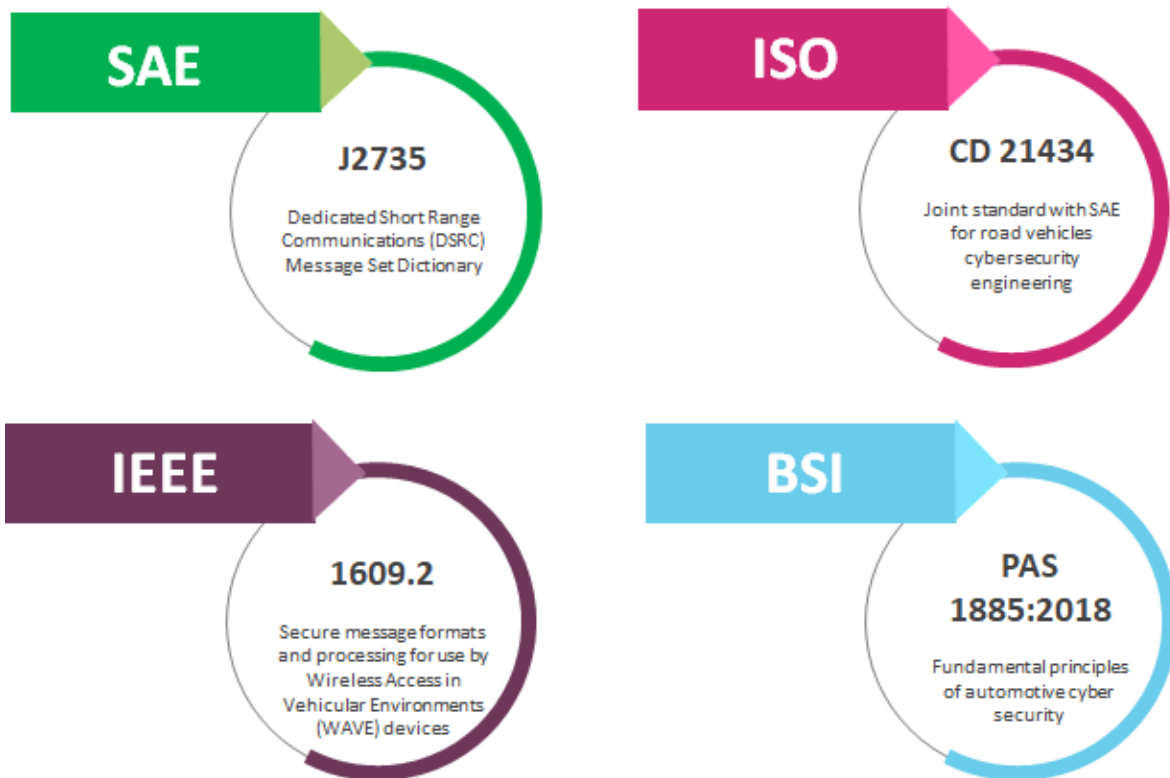 SAE
J2735
Dedicated Short Range
Communications (DSRC)
Message Set Dictionary
ISO
CD 21434
Joint standard with SAE
for road vehicles
cybersecurity
engineering
IEEE
1609.2
Secure message formats
and processing for use by
Wireless Access in
Vehicular Environments
(WAVE) devices
BSI
PAS
1885:2018
Fundamental principles
of automotive cyber
security